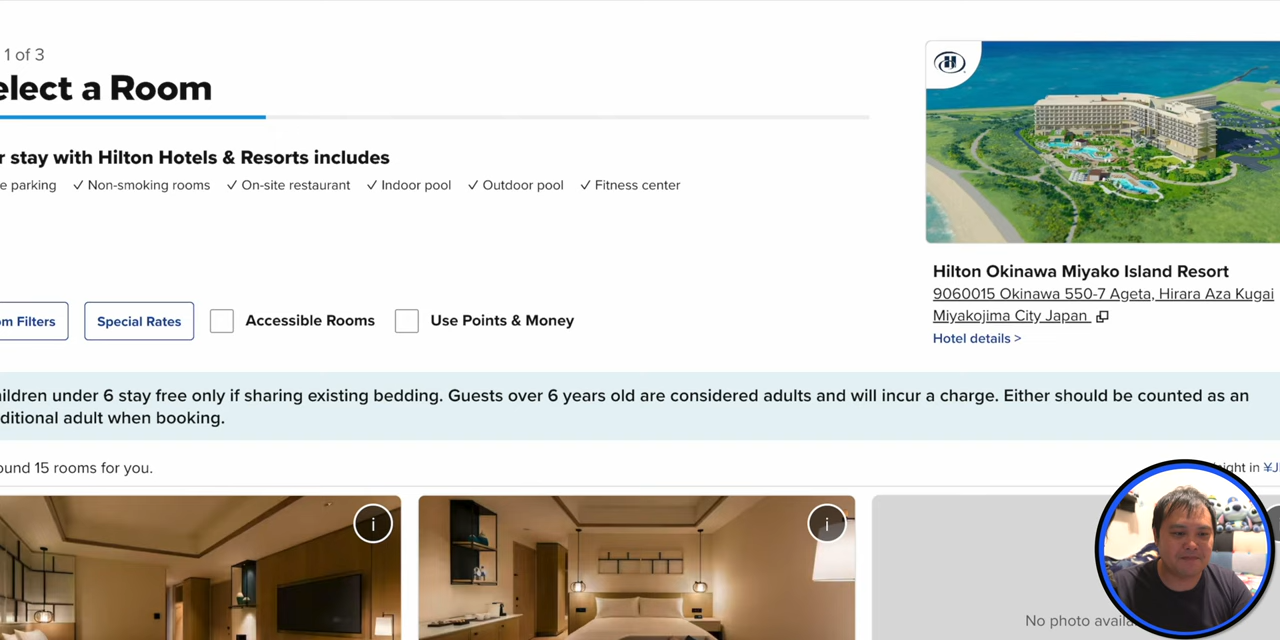 1 of 3
elect a Room
r stay with Hilton Hotels & Resorts includes
e parking ✓ Non-smoking rooms ✓ On-site restaurant ✓ Indoor pool ✓ Outdoor pool ✓ Fitness center
H
Hilton Okinawa Miyako Island Resort
9060015 Okinawa 550-7 Ageta, Hirara Aza Kugai
Miyakojima City Japan
Hotel details >
om Filters
Special Rates
Accessible Rooms
Use Points & Money
ildren under 6 stay free only if sharing existing bedding. Guests over 6 years old are considered adults and will incur a charge. Either should be counted as an
ditional adult when booking.
ound 15 rooms for you.
night in ¥J
i
i
No photo availa